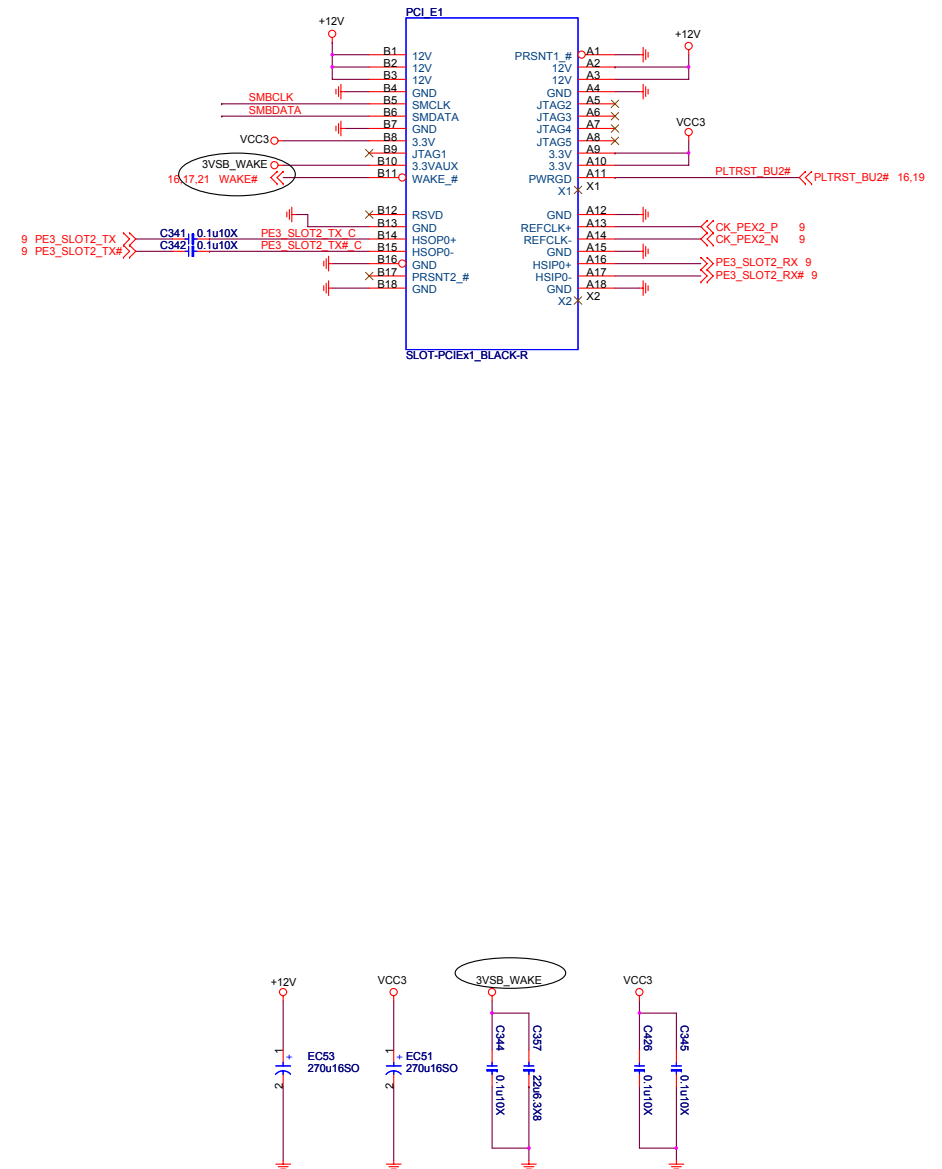 PCI_E1
+12V
+12V
B1 12V PRSNT1_# A1
B2 12V 12V A2
B3 12V 12V A3
B4 GND GND A4
SMBCLK B5 SMCLK JTAG2 A5
SMBDATA B6 SMDATA JTAG3 A6
B7 GND JTAG4 A7
VCC3
VCC3 B8 3.3V JTAG5 A8
B9 JTAG1 3.3V A9
3VSB_WAKE B10 3.3VAUX 3.3V A10
16,17,21 WAKE# B11 WAKE_# PWRGD A11 PLTRST_BU2# PLTRST_BU2# 16,19
X1 X1
B12 RSVD GND A12
B13 GND REFCLK+ A13 CK_PEX2_P 9
9 PE3_SLOT2_TX C341 0.1u10X PE3_SLOT2_TX_C B14 HSOP0+ REFCLK- A14 CK_PEX2_N 9
9 PE3_SLOT2_TX# C342 0.1u10X PE3_SLOT2_TX#_C B15 HSOP0- GND A15
B16 GND HSIP0+ A16 PE3_SLOT2_RX 9
B17 PRSNT2_# HSIP0- A17 PE3_SLOT2_RX# 9
B18 GND GND A18
X2 X2
SLOT-PCIEx1_BLACK-R
+12V
VCC3
3VSB_WAKE
VCC3
1 + EC53
270u16SO
2
1 + EC51
270u16SO
2
C344
0.1u10X
C357
22u6.3X8
C426
0.1u10X
C345
0.1u10X